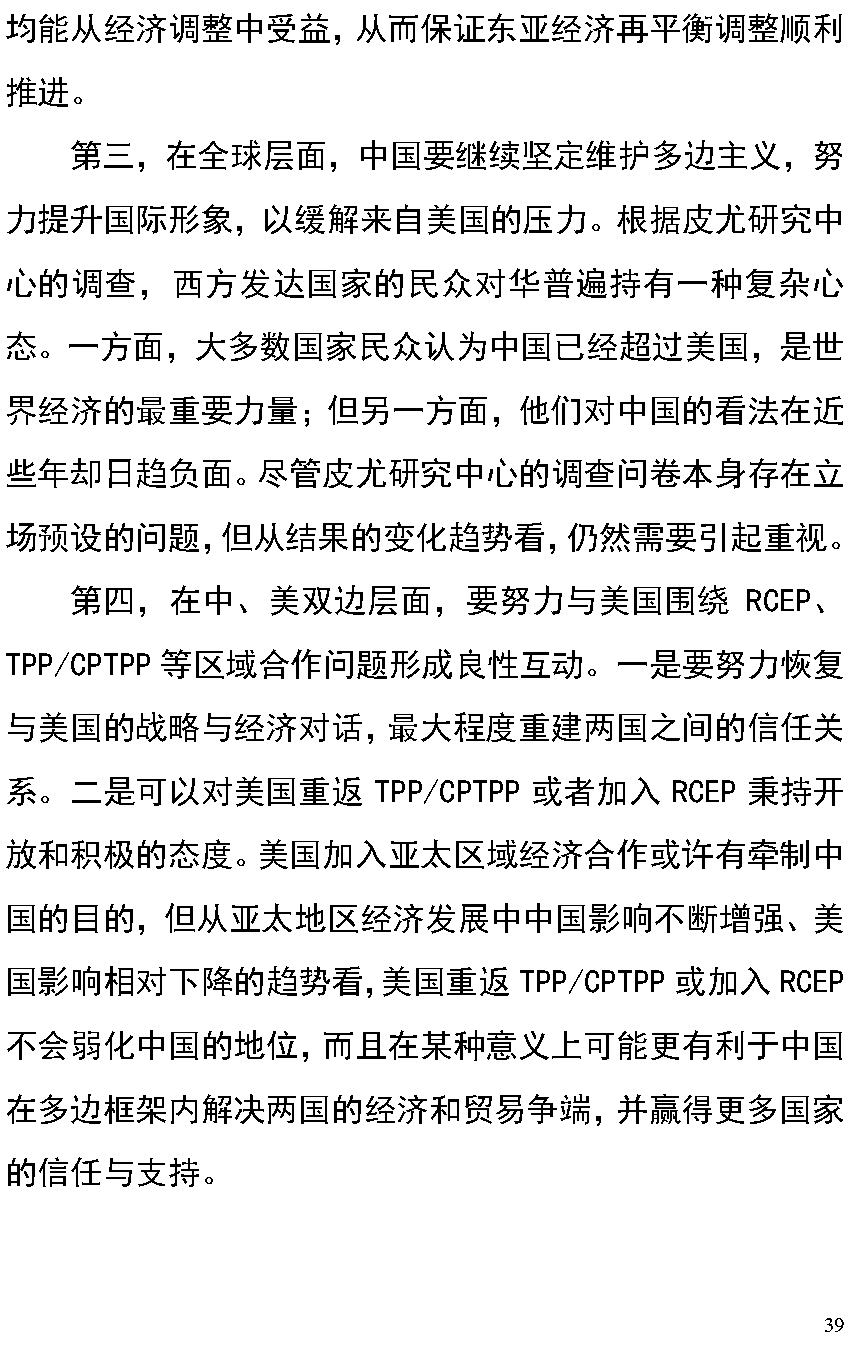 均能从经济调整中受益，从而保证东亚经济再平衡调整顺利
推进。
第三，在全球层面，中国要继续坚定维护多边主义，努
力提升国际形象，以缓解来自美国的压力。根据皮尤研究中
心的调查，西方发达国家的民众对华普遍持有一种复杂心
态。一方面，大多数国家民众认为中国已经超过美国，是世
界经济的最重要力量；但另一方面，他们对中国的看法在近
些年却日趋负面。尽管皮尤研究中心的调查问卷本身存在立
场预设的问题，但从结果的变化趋势看，仍然需要引起重视。
第四，在中、美双边层面，要努力与美国围绕 RCEP、
TPP/CPTPP 等区域合作问题形成良性互动。一是要努力恢复
与美国的战略与经济对话，最大程度重建两国之间的信任关
系。二是可以对美国重返 TPP/CPTPP 或者加入 RCEP 秉持开
放和积极的态度。美国加入亚太区域经济合作或许有牵制中
国的目的，但从亚太地区经济发展中中国影响不断增强、美
国影响相对下降的趋势看，美国重返 TPP/CPTPP 或加入 RCEP
不会弱化中国的地位，而且在某种意义上可能更有利于中国
在多边框架内解决两国的经济和贸易争端，并赢得更多国家
的信任与支持。
39